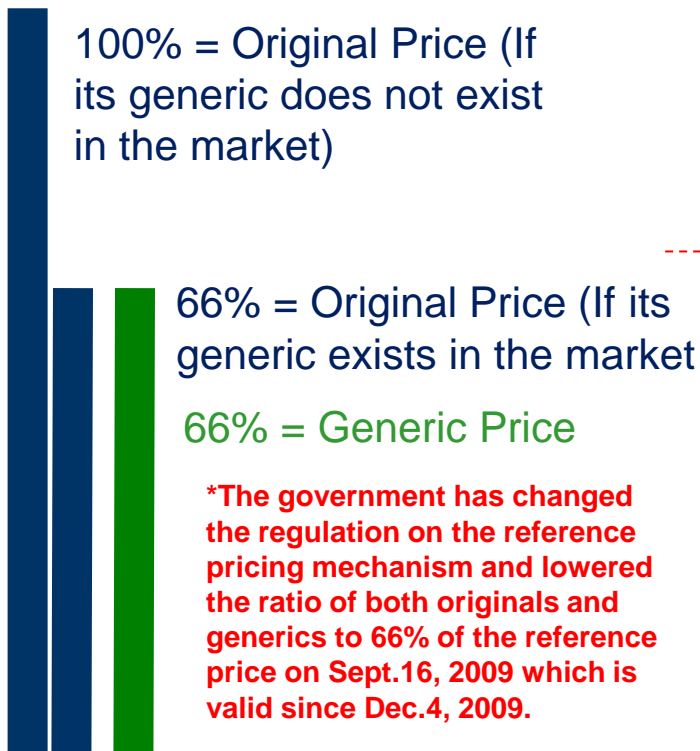 100% = Original Price (If
its generic does not exist
in the market)
66% = Original Price (If its
generic exists in the market
66% = Generic Price
*The government has changed
the regulation on the reference
pricing mechanism and lowered
the ratio of both originals and
generics to 66% of the reference
price on Sept.16, 2009 which is
valid since Dec.4, 2009.